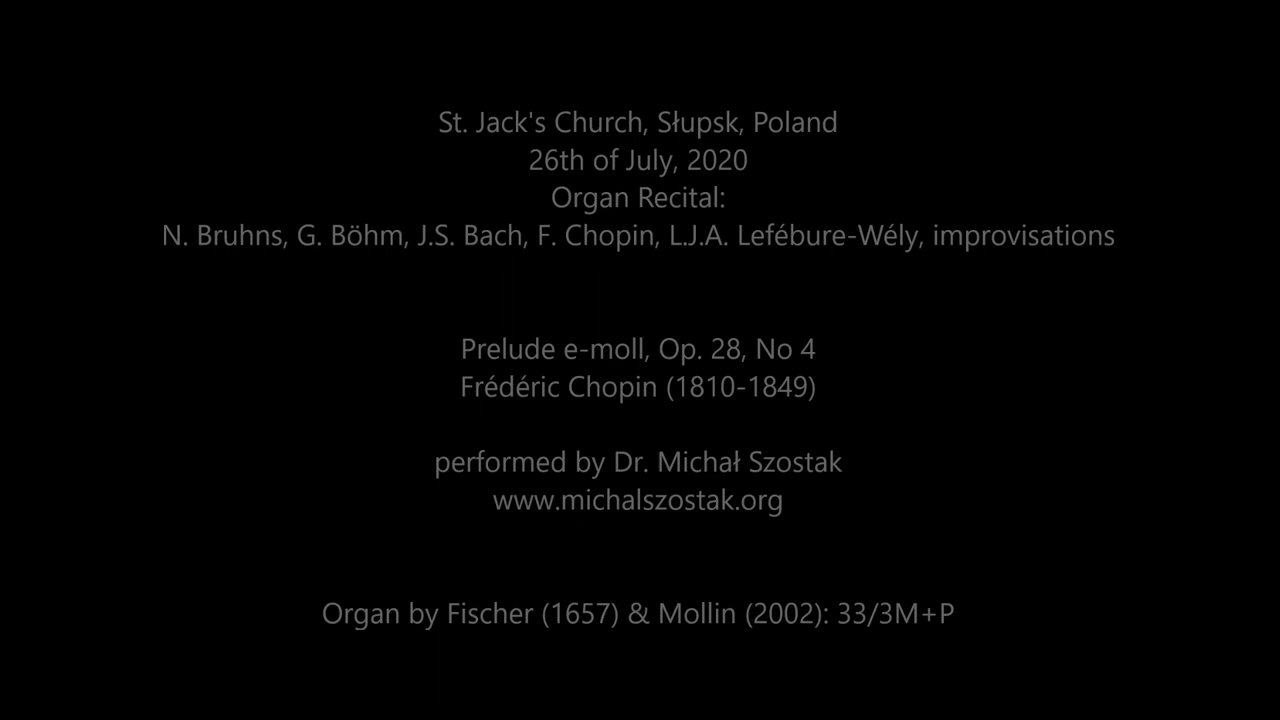 St. Jack's Church, Słupsk, Poland
26th of July, 2020
Organ Recital:
N. Bruhns, G. Böhm, J.S. Bach, F. Chopin, L.J.A. Lefébure-Wély, improvisations
Prelude e-moll, Op. 28, No 4
Frédéric Chopin (1810-1849)
performed by Dr. Michał Szostak
www.michalszostak.org
Organ by Fischer (1657) & Mollin (2002): 33/3M+P